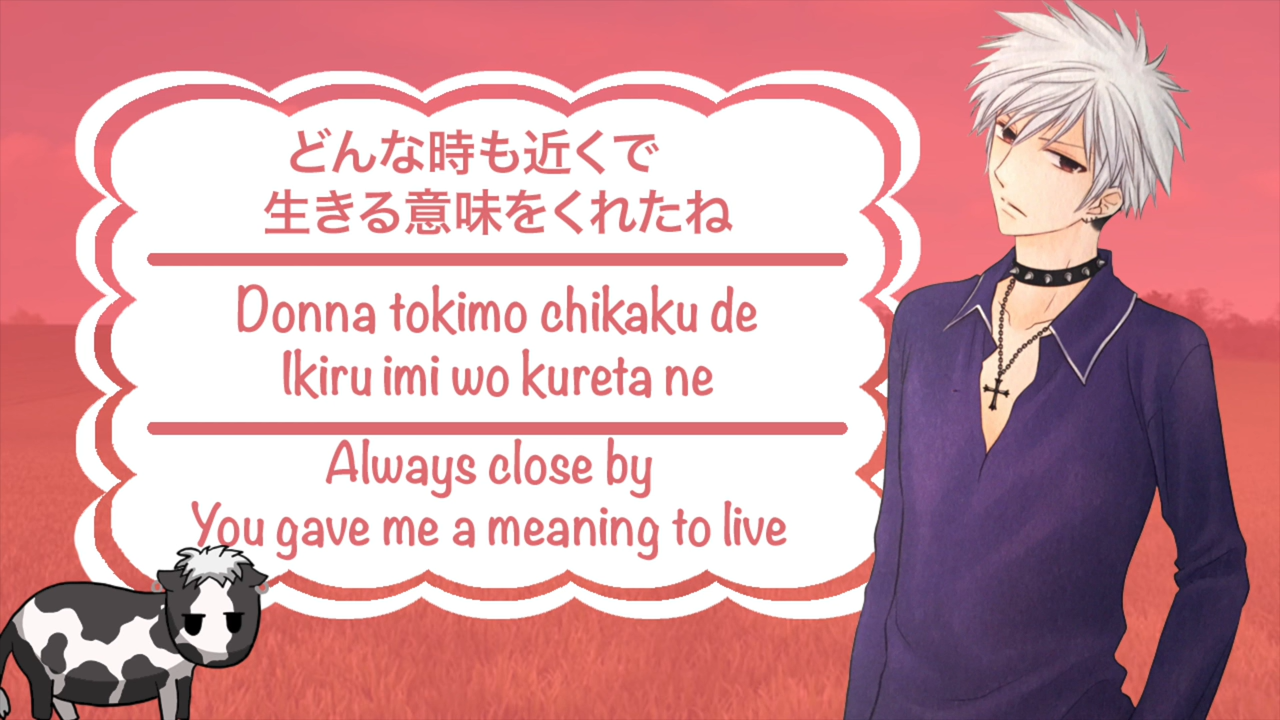 どんな時も近くで
生きる意味をくれたね
Donna tokimo chikaku de
Ikiru imi wo kureta ne
Always close by
You gave me a meaning to live